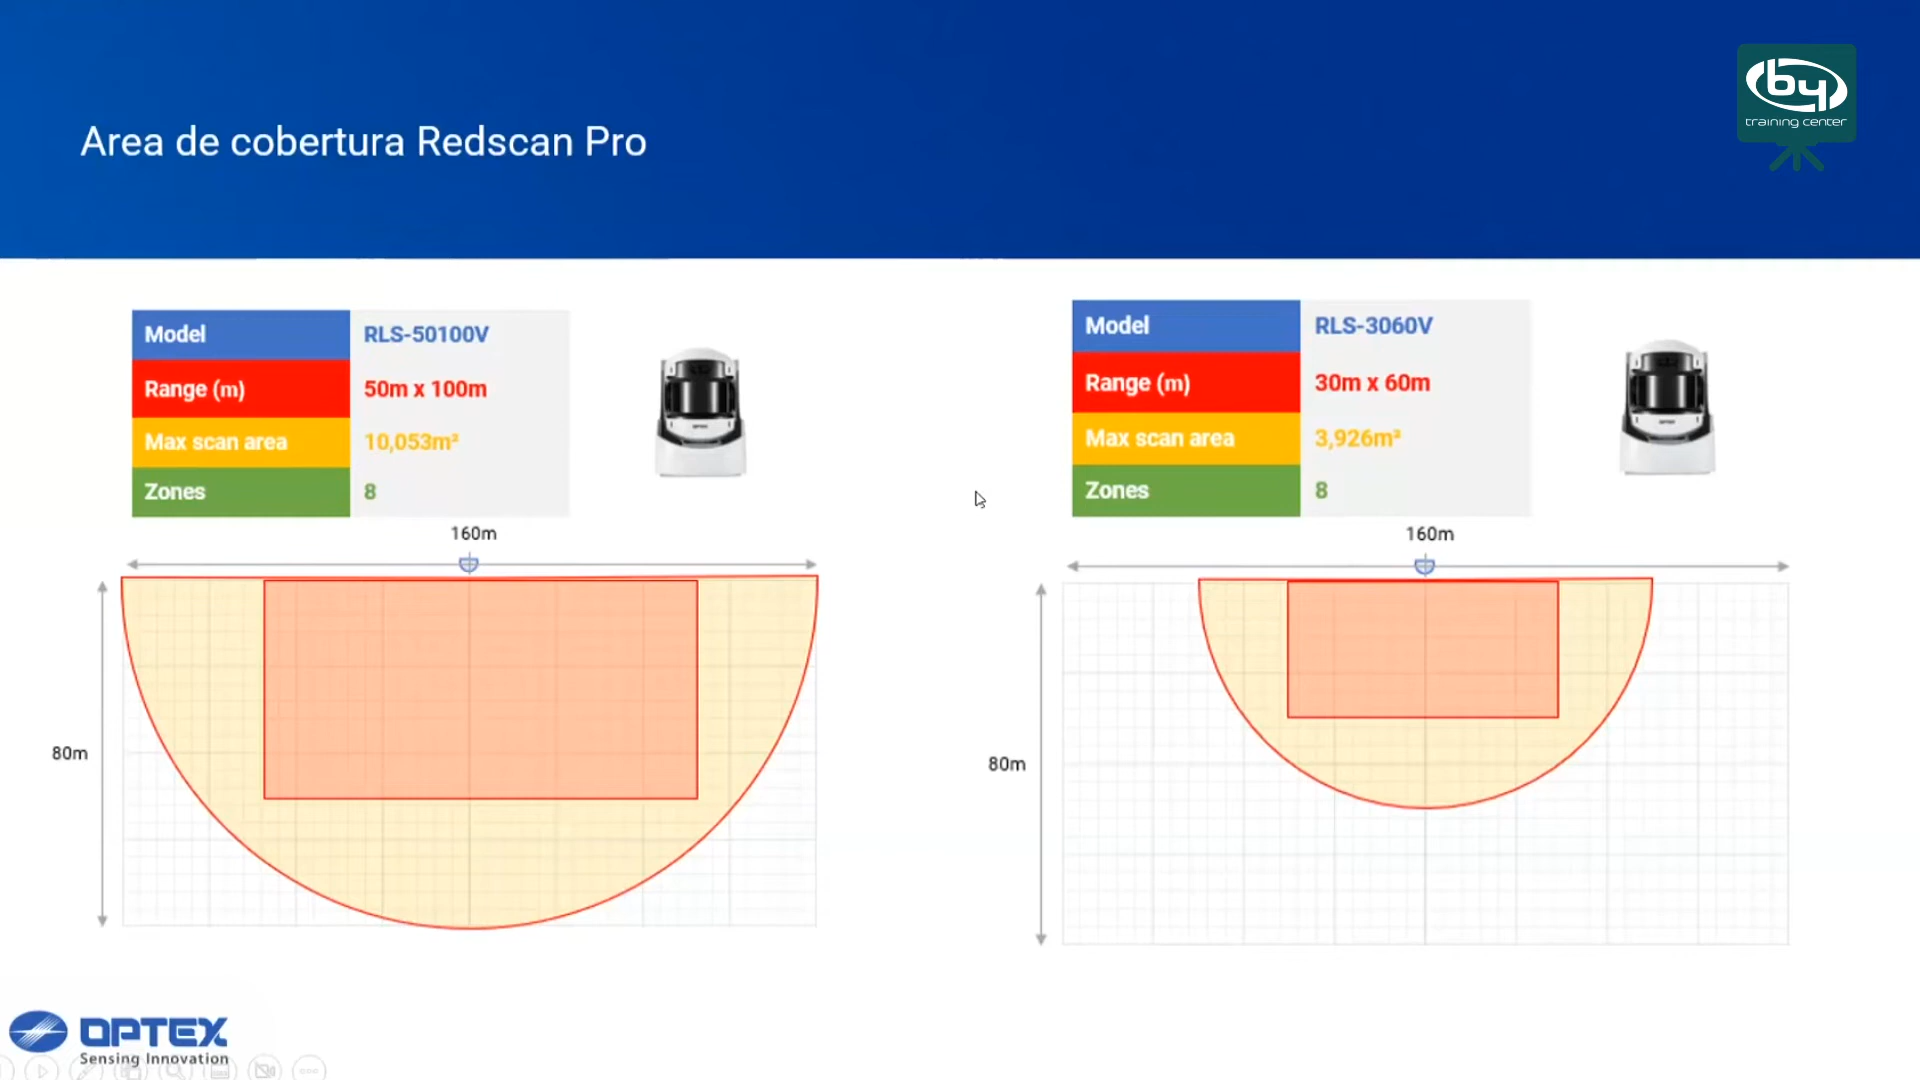 by
training center
Area de cobertura Redscan Pro
Model RLS-50100V
Range (m) 50m x 100m
Max scan area 10,053m²
Zones 8
160m
80m
Model RLS-3060V
Range (m) 30m x 60m
Max scan area 3,926m²
Zones 8
160m
80m
OPTEX
Sensing Innovation